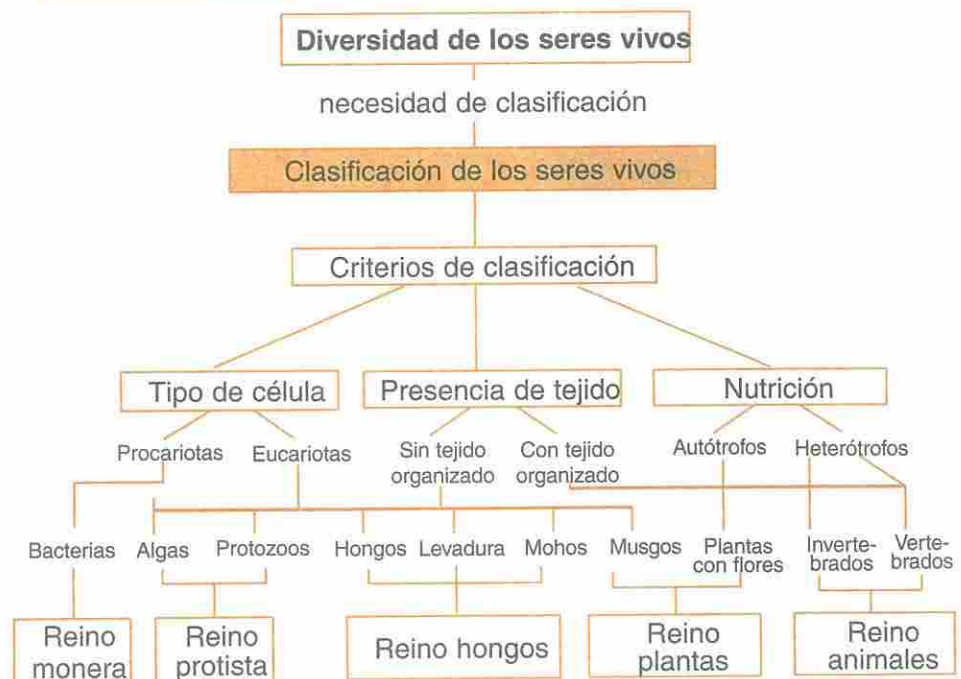 Diversidad de los seres vivos
necesidad de clasificación
Clasificación de los seres vivos
Criterios de clasificación
Tipo de célula
Presencia de tejido
Nutrición
Procariotas
Eucariotas
Sin tejido
organizado
Con tejido
organizado
Autótrofos
Heterótrofos
Bacterias
Algas
Protozoos
Hongos
Levadura
Mohos
Musgos
Plantas
con flores
Inverte-
brados
Verte-
brados
Reino
monera
Reino
protista
Reino hongos
Reino
plantas
Reino
animales